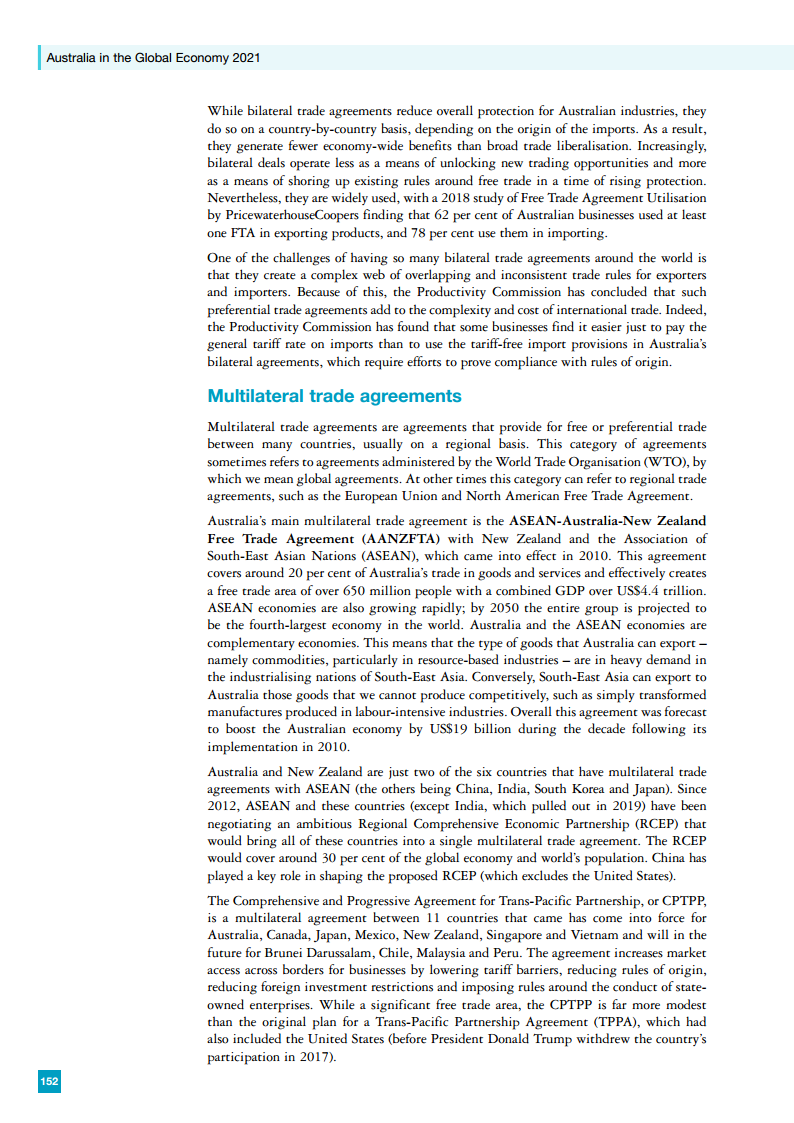 Australia in the Global Economy 2021
While bilateral trade agreements reduce overall protection for Australian industries, they
do so on a country-by-country basis, depending on the origin of the imports. As a result,
they generate fewer economy-wide benefits than broad trade liberalisation. Increasingly,
bilateral deals operate less as a means of unlocking new trading opportunities and more
as a means of shoring up existing rules around free trade in a time of rising protection.
Nevertheless, they are widely used, with a 2018 study of Free Trade Agreement Utilisation
by PricewaterhouseCoopers finding that 62 per cent of Australian businesses used at least
one FTA in exporting products, and 78 per cent use them in importing.
One of the challenges of having so many bilateral trade agreements around the world is
that they create a complex web of overlapping and inconsistent trade rules for exporters
and importers. Because of this, the Productivity Commission has concluded that such
preferential trade agreements add to the complexity and cost of international trade. Indeed,
the Productivity Commission has found that some businesses find it easier just to pay the
general tariff rate on imports than to use the tariff-free import provisions in Australia's
bilateral agreements, which require efforts to prove compliance with rules of origin.
Multilateral trade agreements
Multilateral trade agreements are agreements that provide for free or preferential trade
between many countries, usually on a regional basis. This category of agreements
sometimes refers to agreements administered by the World Trade Organisation (WTO), by
which we mean global agreements. At other times this category can refer to regional trade
agreements, such as the European Union and North American Free Trade Agreement.
Australia's main multilateral trade agreement is the ASEAN-Australia-New Zealand
Free Trade Agreement (AANZFTA) with New Zealand and the Association of
South-East Asian Nations (ASEAN), which came into effect in 2010. This agreement
covers around 20 per cent of Australia's trade in goods and services and effectively creates
a free trade area of over 650 million people with a combined GDP over US$4.4 trillion.
ASEAN economies are also growing rapidly; by 2050 the entire group is projected to
be the fourth-largest economy in the world. Australia and the ASEAN economies are
complementary economies. This means that the type of goods that Australia can export –
namely commodities, particularly in resource-based industries – are in heavy demand in
the industrialising nations of South-East Asia. Conversely, South-East Asia can export to
Australia those goods that we cannot produce competitively, such as simply transformed
manufactures produced in labour-intensive industries. Overall this agreement was forecast
to boost the Australian economy by US$19 billion during the decade following its
implementation in 2010.
Australia and New Zealand are just two of the six countries that have multilateral trade
agreements with ASEAN (the others being China, India, South Korea and Japan). Since
2012, ASEAN and these countries (except India, which pulled out in 2019) have been
negotiating an ambitious Regional Comprehensive Economic Partnership (RCEP) that
would bring all of these countries into a single multilateral trade agreement. The RCEP
would cover around 30 per cent of the global economy and world's population. China has
played a key role in shaping the proposed RCEP (which excludes the United States).
The Comprehensive and Progressive Agreement for Trans-Pacific Partnership, or CPTPP,
is a multilateral agreement between 11 countries that came has come into force for
Australia, Canada, Japan, Mexico, New Zealand, Singapore and Vietnam and will in the
future for Brunei Darussalam, Chile, Malaysia and Peru. The agreement increases market
access across borders for businesses by lowering tariff barriers, reducing rules of origin,
reducing foreign investment restrictions and imposing rules around the conduct of state-
owned enterprises. While a significant free trade area, the CPTPP is far more modest
than the original plan for a Trans-Pacific Partnership Agreement (TPPA), which had
also included the United States (before President Donald Trump withdrew the country's
participation in 2017).
152